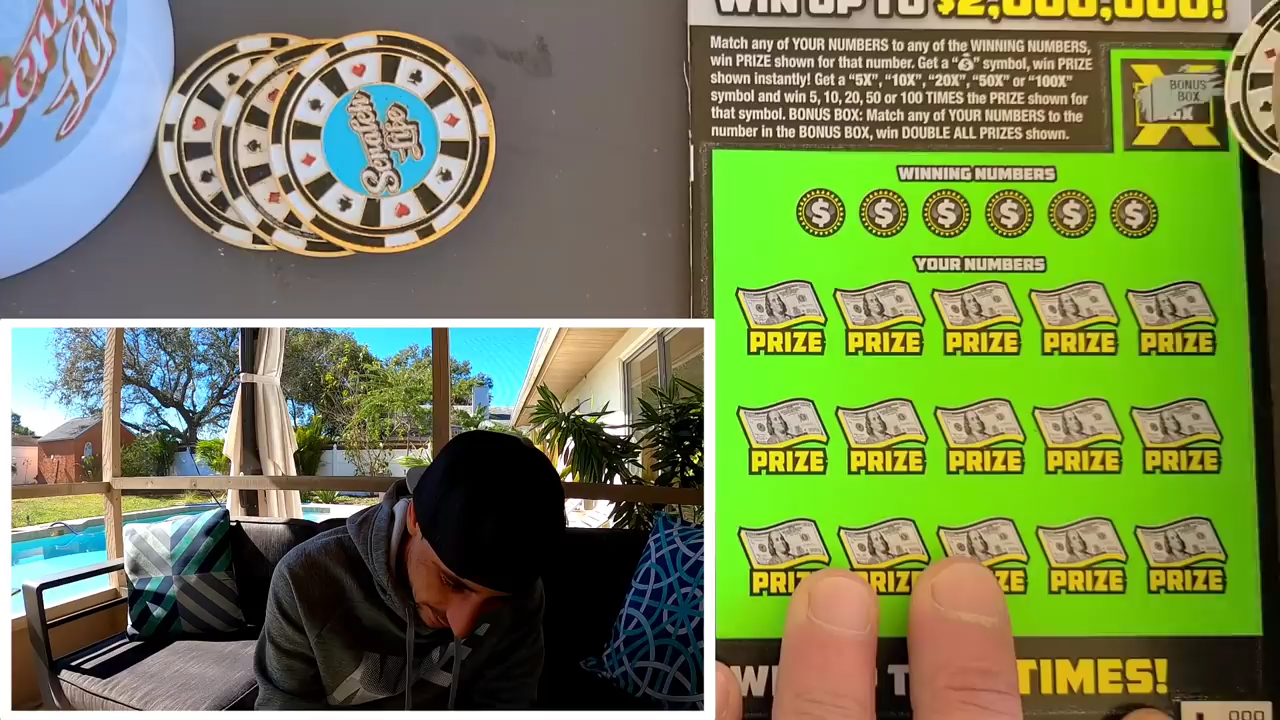 WIN UP TO $2,000,000!
Match any of YOUR NUMBERS to any of the WINNING NUMBERS,
win PRIZE shown for that number. Get a " " symbol, win PRIZE
shown instantly! Get a "5X", "10X", "20X", "50X" or "100X"
symbol and win 5, 10, 20, 50 or 100 TIMES the PRIZE shown for
that symbol. BONUS BOX: Match any of YOUR NUMBERS to the
number in the BONUS BOX, win DOUBLE ALL PRIZES shown.
BONUS
BOX
WINNING NUMBERS
$ $ $ $ $ $
YOUR NUMBERS
PRIZE PRIZE PRIZE PRIZE PRIZE
PRIZE PRIZE PRIZE PRIZE PRIZE
PRIZE PRIZE PRIZE PRIZE PRIZE
TIMES!
Life